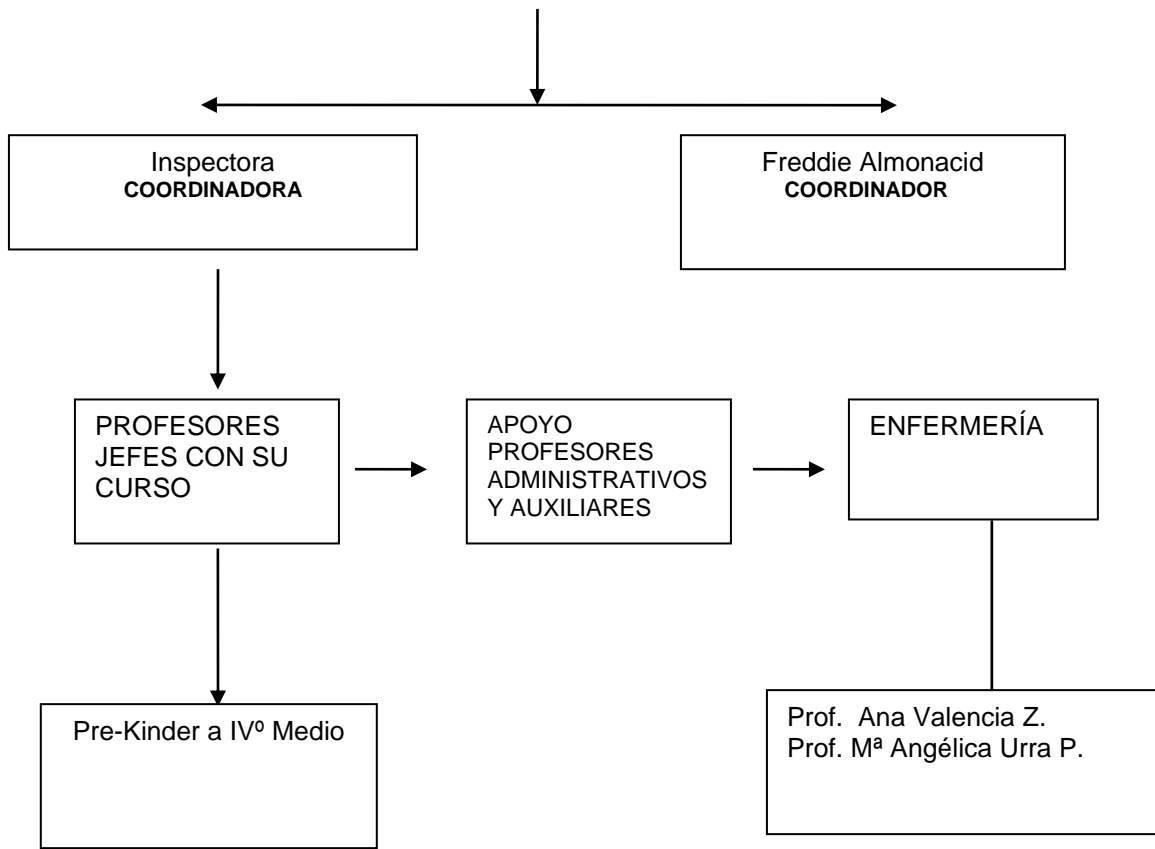 Inspectora
COORDINADORA
Freddie Almonacid
COORDINADOR
PROFESORES
JEFES CON SU
CURSO
APOYO
PROFESORES
ADMINISTRATIVOS
Y AUXILIARES
ENFERMERÍA
Pre-Kinder a IVº Medio
Prof. Ana Valencia Z.
Prof. Mª Angélica Urra P.